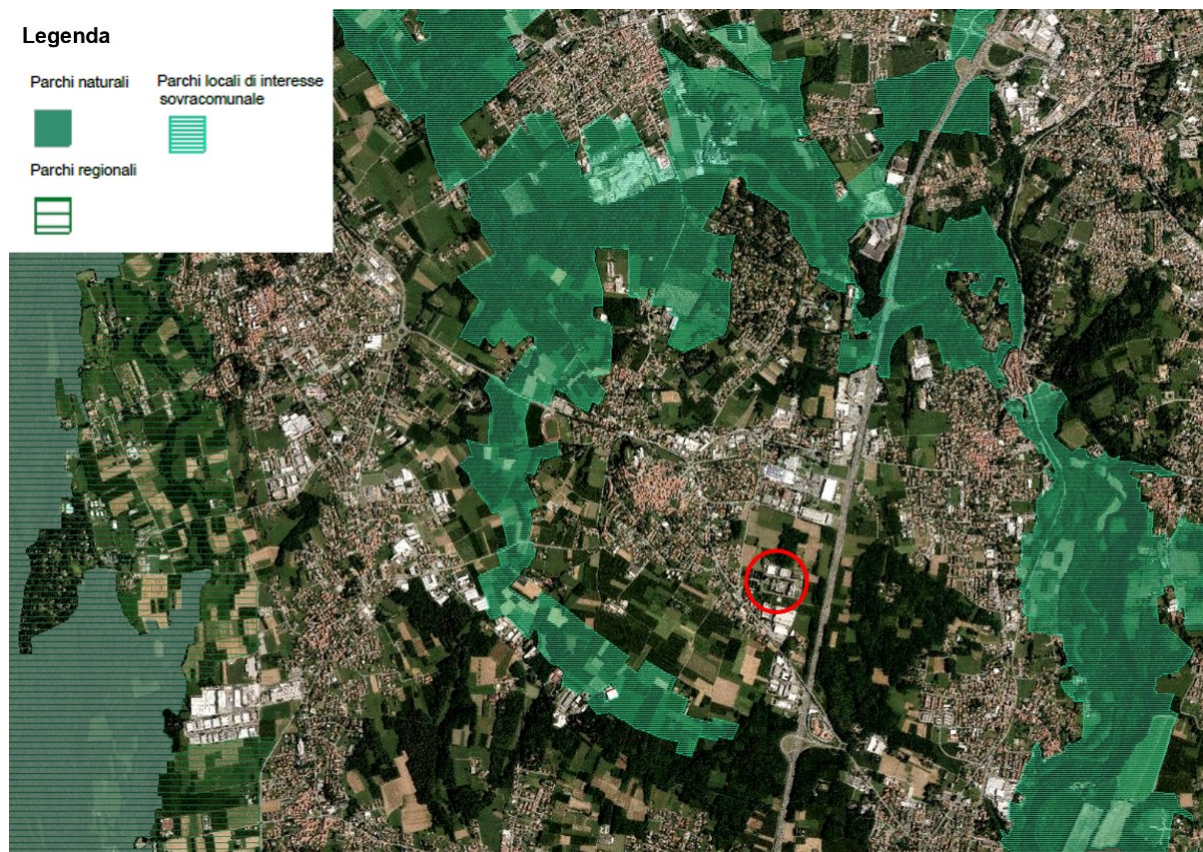 Legenda
Parchi naturali
Parchi locali di interesse
sovracomunale
Parchi regionali